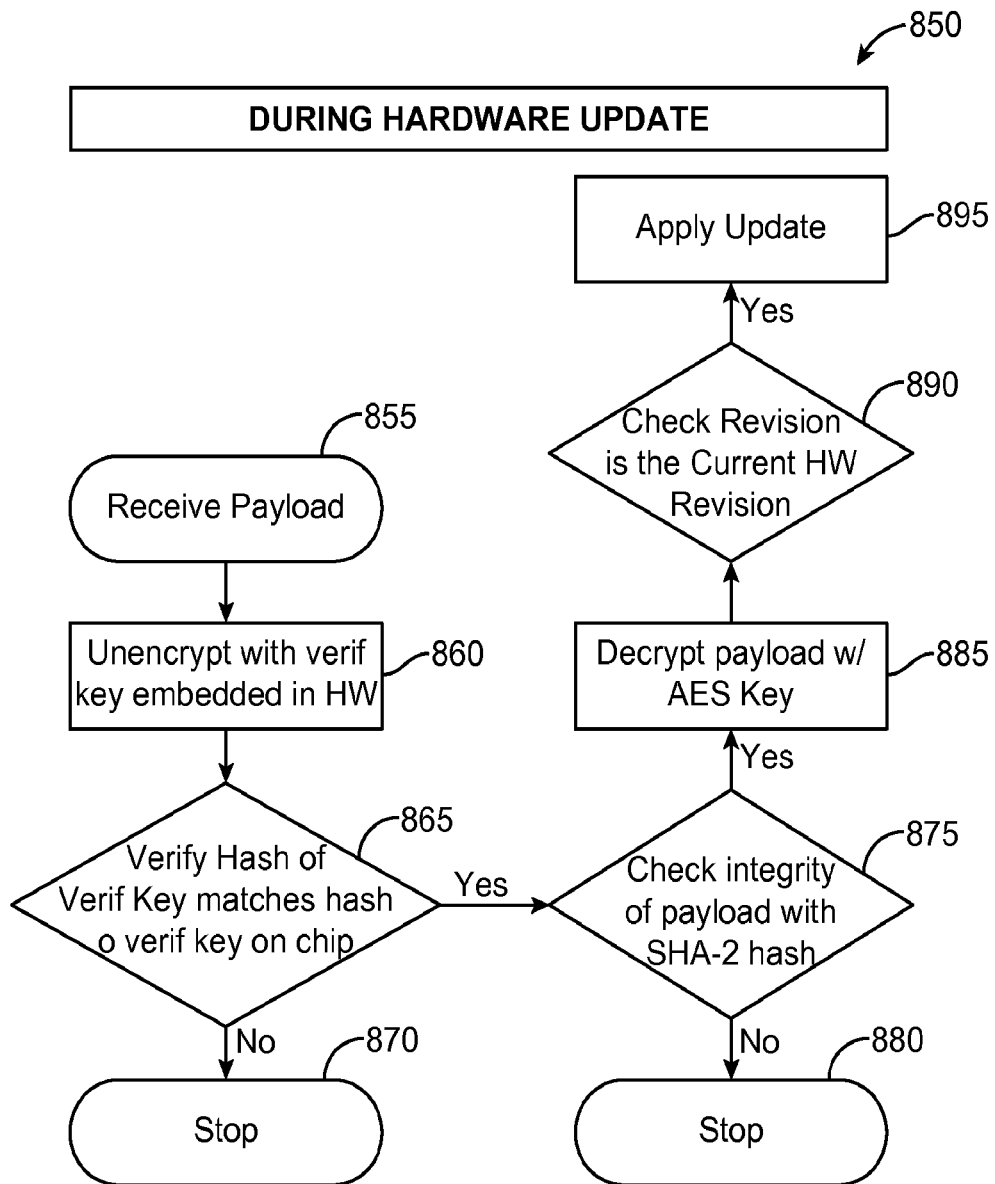 850
DURING HARDWARE UPDATE
Apply Update
895
Yes
Check Revision
is the Current HW
Revision
890
Receive Payload
855
Unencrypt with verif
key embedded in HW
860
Decrypt payload w/
AES Key
885
Yes
Verify Hash of
Verif Key matches hash
o verif key on chip
865
Yes
Check integrity
of payload with
SHA-2 hash
875
No
870
Stop
No
880
Stop